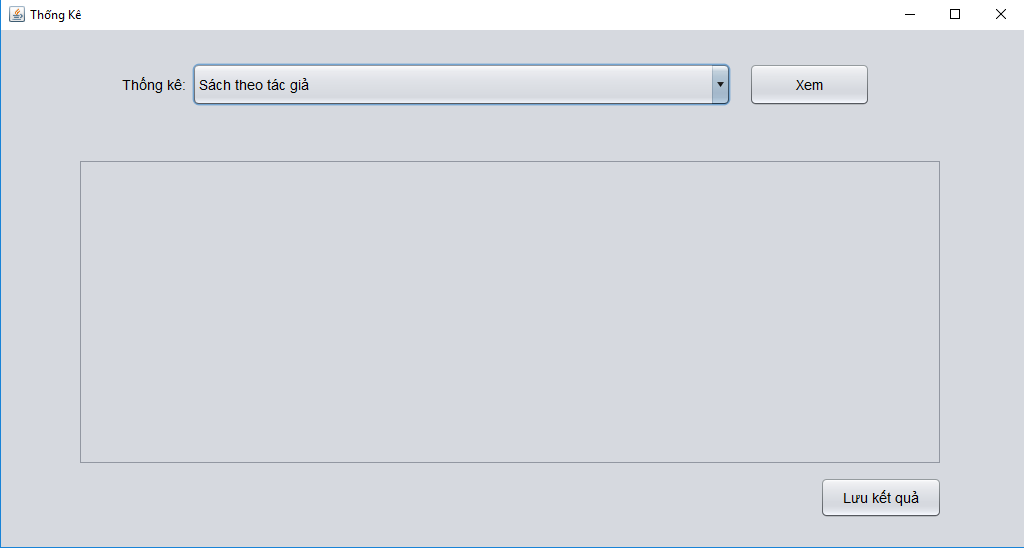 Thống Kê
Thống kê: Sách theo tác giả Xem
Lưu kết quả